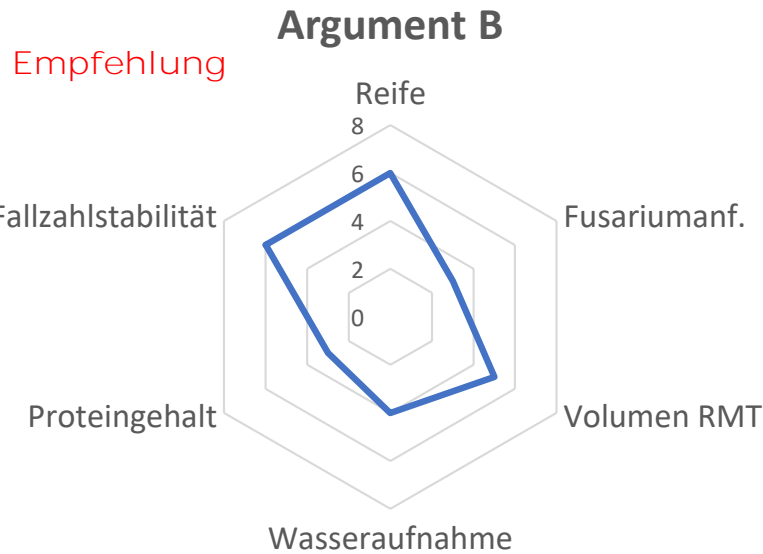 Argument B
Empfehlung
Reife
8
6
4
2
0
Fallzahlstabilität
Fusariumanf.
Proteingehalt
Volumen RMT
Wasseraufnahme